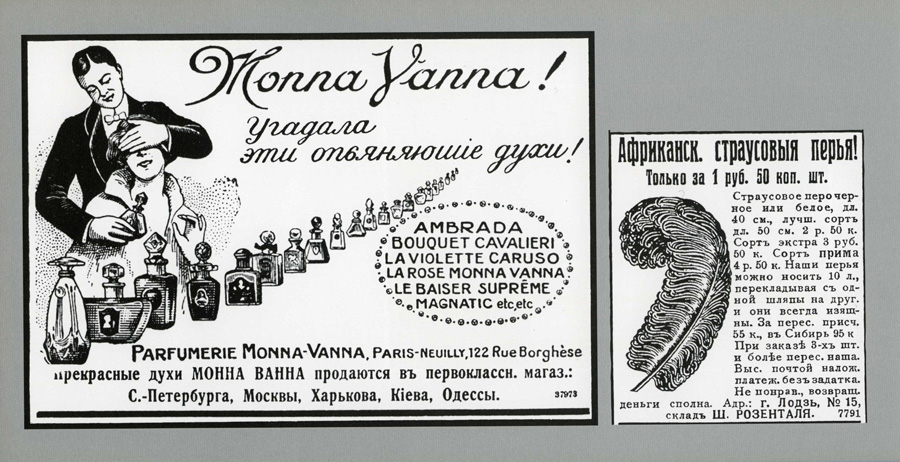 Monna Vanna!
Угадала
эти опьяняющіе духи!
AMBRADA
BOUQUET CAVALIERI
LA VIOLETTE CARUSO
LA ROSE MONNA VANNA
LE BAISER SUPRÊME
MAGNATIC etc, etc
PARFUMERIE MONNA-VANNA, PARIS-NEUILLY, 122 Rue Borghèse
прекрасные духи МОННА ВАННА продаются въ первоклассн. магаз.:
С.-Петербурга, Москвы, Харькова, Кіева, Одессы.
37973
Африканск. страусовыя перья!
Только за 1 руб. 50 коп. шт.
Страусовое перо чер-
ное или белое, дл.
40 см., лучш. сортъ
дл. 50 см. 2 р. 50 к.
Сортъ экстра 3 руб.
50 к. Сортъ прима
4 р. 50 к. Наши перья
можно носить 10 л.,
перекладывая съ од-
ной шляпы на друг.
и они всегда изящ-
ны. За перес. присч.
55 к., въ Сибирь 95 к
При заказѣ 3-хъ шт.
и болѣе перес. наша.
Выс. почтой налож.
платеж. безъ задатка.
Не понрав., возвращ.
деньги сполна. Адр.: г. Лодзь, № 15,
складъ Ш. РОЗЕНТАЛЯ. 7791